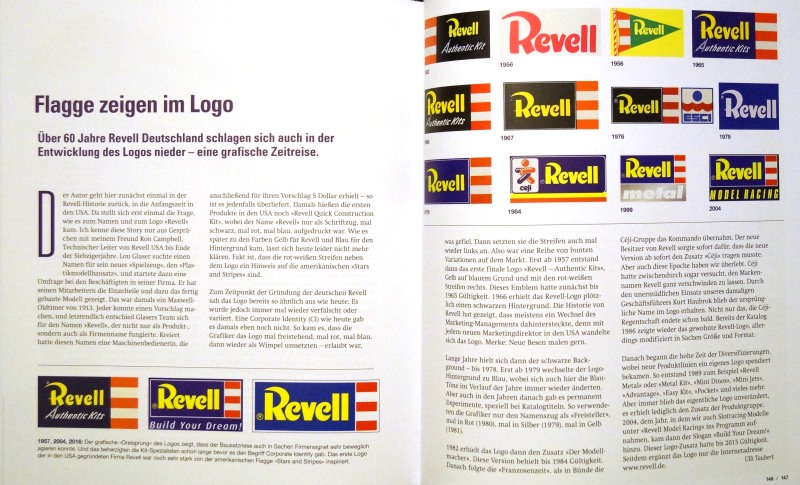 Flagge zeigen im Logo
Über 60 Jahre Revell Deutschland schlagen sich auch in der
Entwicklung des Logos nieder – eine grafische Zeitreise.
Der Autor geht hier zunächst einmal in der
Revell-Historie zurück, in die Anfangszeit in
den USA. Da stellt sich erst einmal die Frage,
wie es zum Namen und zum Logo «Revell»
kam. Ich kenne diese Story nur aus Gesprä-
chen mit meinem Freund Ron Campbell,
Technischer Leiter von Revell USA bis Ende
der Siebzigerjahre. Lou Glaser suchte einen
Namen für sein neues «Spielzeug», den «Plas-
tikmodellbausatz», und startete dazu eine
Umfrage bei den Beschäftigten in seiner Firma. Er hat
seinen Mitarbeitern die Einzelteile und dazu das fertig
gebaute Modell gezeigt. Das war damals ein Maxwell-
Oldtimer von 1913. Jeder konnte einen Vorschlag ma-
chen, und letztendlich entschied Glasers Team sich
für den Namen «Revell», der nicht nur als Produkt-,
sondern auch als Firmenname fungierte. Kreiert
hatte diesen Namen eine Maschinenbedienerin, die
anschließend für ihren Vorschlag 5 Dollar erhielt – so
ist es jedenfalls überliefert. Damals hießen die ersten
Produkte in den USA noch «Revell Quick Construction
Kit», wobei der Name «Revell» nur als Schriftzug, mal
schwarz, mal rot, mal blau, aufgedruckt war. Wie es
später zu den Farben Gelb für Revell und Blau für den
Hintergrund kam, lässt sich heute leider nicht mehr
klären. Fakt ist, dass die rot-weißen Streifen neben
dem Logo ein Hinweis auf die amerikanischen «Stars
and Stripes» sind.
Zum Zeitpunkt der Gründung der deutschen Revell
sah das Logo bereits so ähnlich aus wie heute. Es
wurde jedoch immer mal wieder verfälscht oder
variiert. Eine Corporate Identity (CI) wie heute gab
es damals eben noch nicht. So kam es, dass die
Grafiker das Logo mal freistehend, mal rot, mal blau,
dann wieder als Wimpel umsetzten – erlaubt war,
Revell
Authentic Kits
Revell
Build Your Dream!
Revell
1957, 2004, 2016: Der grafische «Dreisprung» des Logos zeigt, dass der Bausatzriese auch in Sachen Firmensignet sehr beweglich
agieren konnte. Und das beherzigten die Kit-Spezialisten schon lange bevor es den Begriff Corporate Identity gab. Das erste Logo
der in den USA gegründeten Firma Revell war noch sehr stark von der amerikanischen Flagge «Stars and Stripes» inspiriert.
Revell
Authentic Kit
Revell
1956
Revell
1956
Revell
Authentic Kits
1965
Revell
Authentic Kits
Revell
1967
Revell
ESCI
1976
Revell
1979
Revell
ceji
Revell
1984
Revell
metal
1999
Revell
MODEL RACING
2004
was gefiel. Dann setzten sie die Streifen auch mal
wieder links an. Also war eine Reihe von bunten
Variationen auf dem Markt. Erst ab 1957 entstand
dann das erste finale Logo «Revell – Authentic Kits»,
Gelb auf blauem Grund und mit den rot-weißen
Streifen rechts. Dieses Emblem hatte zunächst bis
1965 Gültigkeit. 1966 erhielt das Revell-Logo plötz-
lich einen schwarzen Hintergrund. Die Historie von
Revell hat gezeigt, dass meistens ein Wechsel des
Marketing-Managements dahintersteckte, denn mit
jedem neuen Marketingdirektor in den USA wandelte
sich das Logo. Merke: Neue Besen malen gern.
Lange Jahre hielt sich dann der schwarze Back-
ground – bis 1978. Erst ab 1979 wechselte der Logo-
Hintergrund zu Blau, wobei sich auch hier die Blau-
Töne im Verlauf der Jahre immer wieder änderten.
Aber auch in den Jahren danach gab es permanent
Experimente, speziell bei Katalogtiteln. So verwende-
ten die Grafiker nur den Namenszug als «Freisteller»,
mal in Rot (1980), mal in Silber (1979), mal in Gelb
(1981).
1982 erhielt das Logo dann den Zusatz «Der Modell-
macher». Diese Version behielt bis 1984 Gültigkeit.
Danach folgte die «Franzosenzeit», als in Bünde die
Céji-Gruppe das Kommando übernahm. Der neue
Besitzer von Revell sorgte sofort dafür, dass die neue
Version ab sofort den Zusatz «Céji» tragen musste.
Aber auch diese Epoche haben wir überlebt. Céji
hatte zwischendurch sogar versucht, den Marken-
namen Revell ganz verschwinden zu lassen. Durch
den unermüdlichen Einsatz unseres damaligen
Geschäftsführers Kurt Haubrok blieb der ursprüng-
liche Name im Logo erhalten. Nicht nur das, die Céji-
Regentschaft endete schon bald. Bereits der Katalog
1986 zeigte wieder das gewohnte Revell-Logo, aller-
dings modifiziert in Sachen Größe und Format.
Danach begann die hohe Zeit der Diversifizierungen,
wobei neue Produktlinien ein eigenes Logo spendiert
bekamen. So entstand 1989 zum Beispiel «Revell
Metal» oder «Metal Kits», «Mini Dinos», «Mini Jets»,
«Advantage», «Easy Kits», «Pocket» und vieles mehr.
Aber immer blieb das eigentliche Logo unverändert,
es erhielt lediglich den Zusatz der Produktgruppe.
2004, dem Jahr, in dem wir auch Slotracing-Modelle
unter «Revell Model Racing» ins Programm auf-
nahmen, kam dann der Slogan «Build Your Dream!»
hinzu. Dieser Logo-Zusatz hatte bis 2015 Gültigkeit.
Seitdem ergänzt das Logo nur die Internetadresse
www.revell.de.
Ulli Taubert
146 / 147